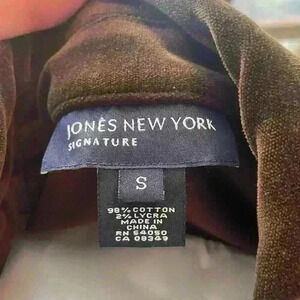 JONES NEW YORK
SIGNATURE
S
98% COTTON
2% LYCRA
MADE IN
CHINA
RN 54050
CA 08349